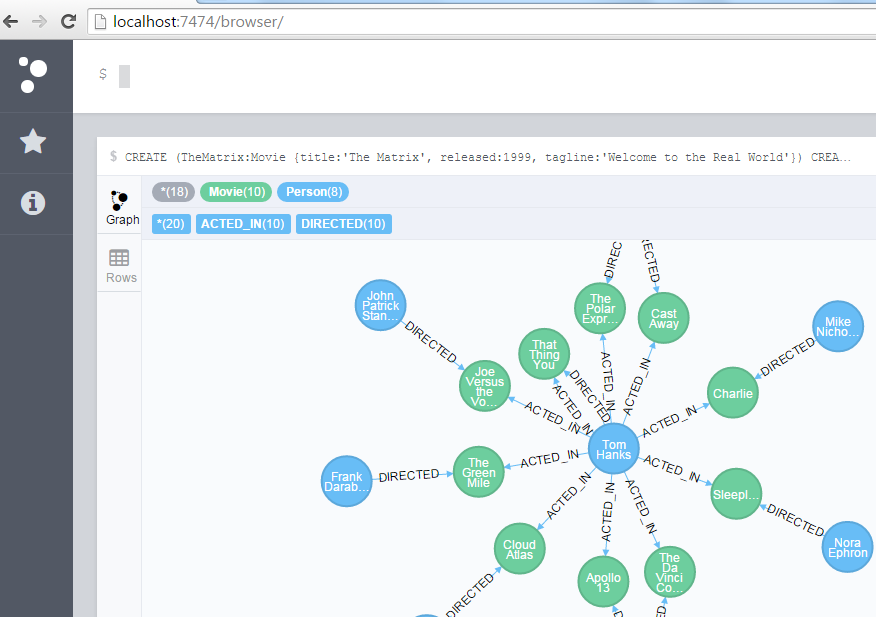 localhost:7474/browser/
$
$ CREATE (TheMatrix:Movie {title:'The Matrix', released:1999, tagline:'Welcome to the Real World'}) CREA...
*(18) Movie(10) Person(8)
Graph
*(20) ACTED_IN(10) DIRECTED(10)
Rows
DIRECT
RECTED
John
Patrick
Stan...
DIRECTED
The
Polar
Expr...
Cast
Away
Mike
Nicho...
DIRECTED
That
Thing
You
ACTED_IN
ACTED_IN
DIRECTED
ACTED_IN
Joe
Versus
the
Vo...
ACTED_IN
Charlie
ACTED_IN
Tom
Hanks
Frank
Darab...
DIRECTED
The
Green
Mile
ACTED_IN
ACTED_IN
Sleepl...
DIRECTED
Nora
Ephron
ACTED_IN
ACTED_IN
ACTED_IN
Cloud
Atlas
DIRECTED
Apollo
13
The
Da
Vinci
Co...